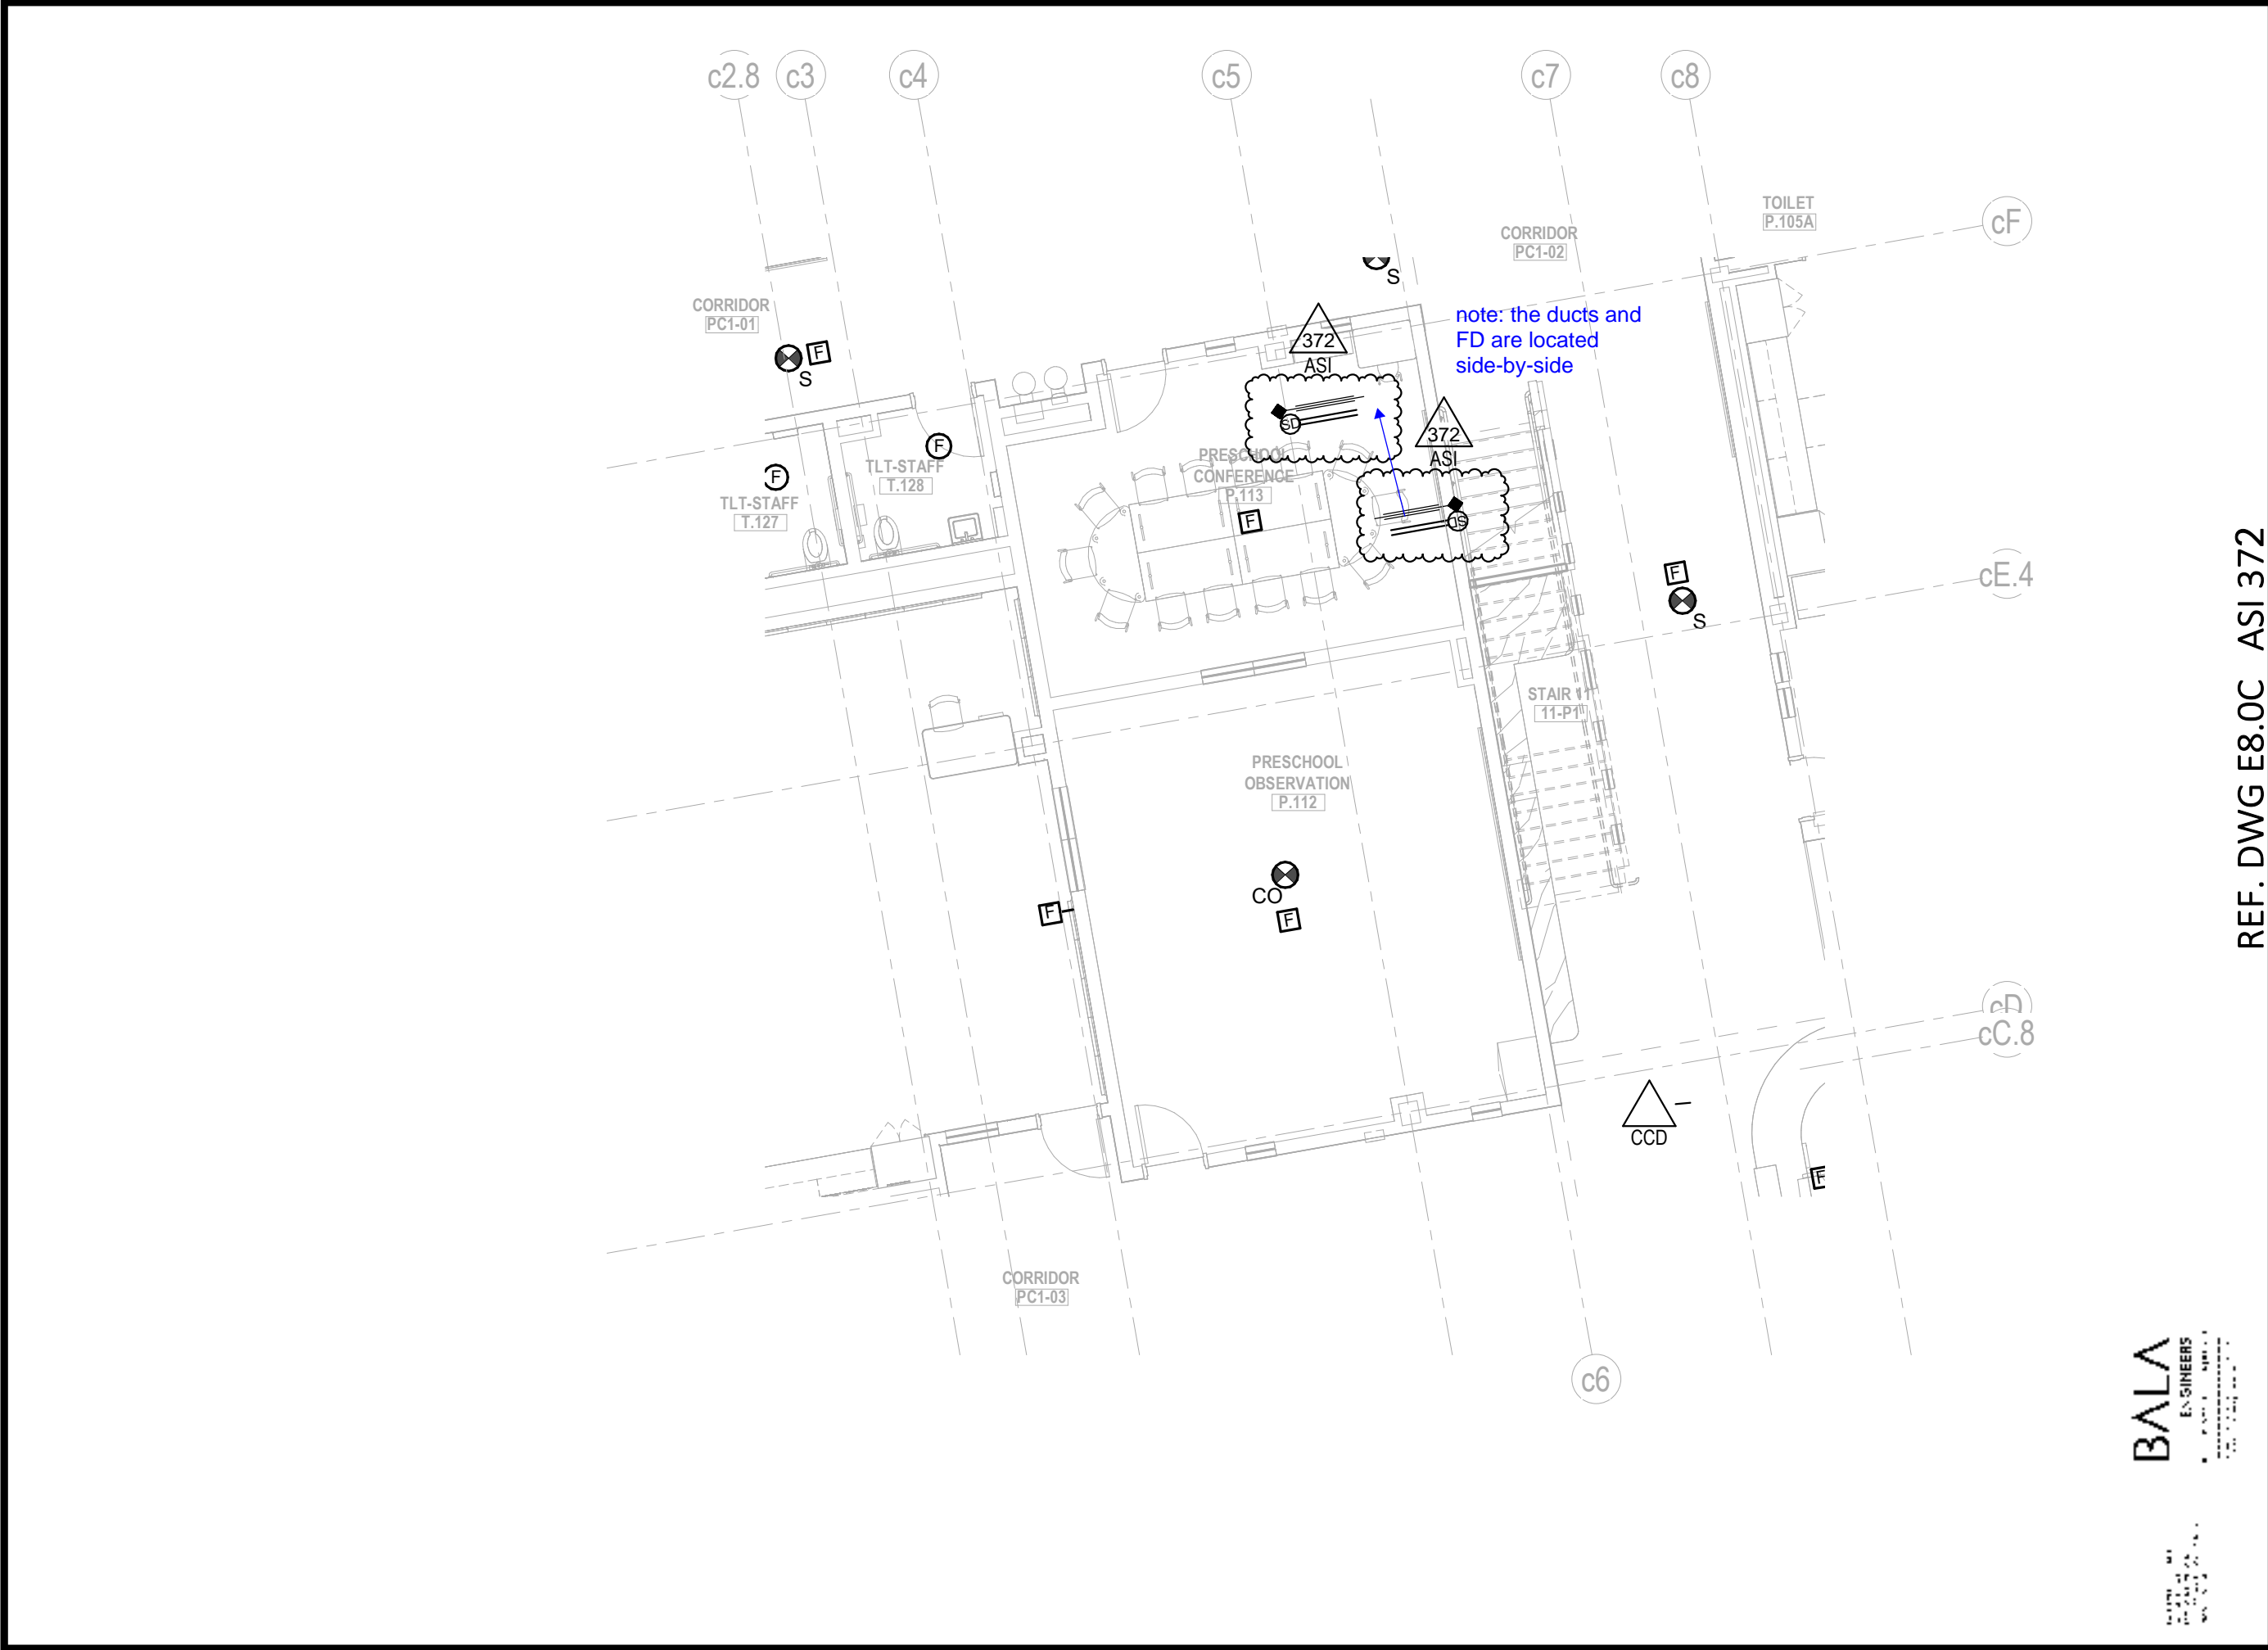 c2.8
c3
c4
c5
c7
c8
TOILET
P.105A
cF
CORRIDOR
PC1-02
S
CORRIDOR
PC1-01
F
S
note: the ducts and
FD are located
side-by-side
372
ASI
SD
372
ASI
SD
F
TLT-STAFF
T.128
F
TLT-STAFF
T.127
PRESCHOOL
CONFERENCE
P.113
F
F
S
cE.4
STAIR 11
11-P1
PRESCHOOL
OBSERVATION
P.112
CO
F
F
cD
cC.8
CCD
F
CORRIDOR
PC1-03
c6
REF. DWG E8.0C ASI 372
BALA
ENGINEERS